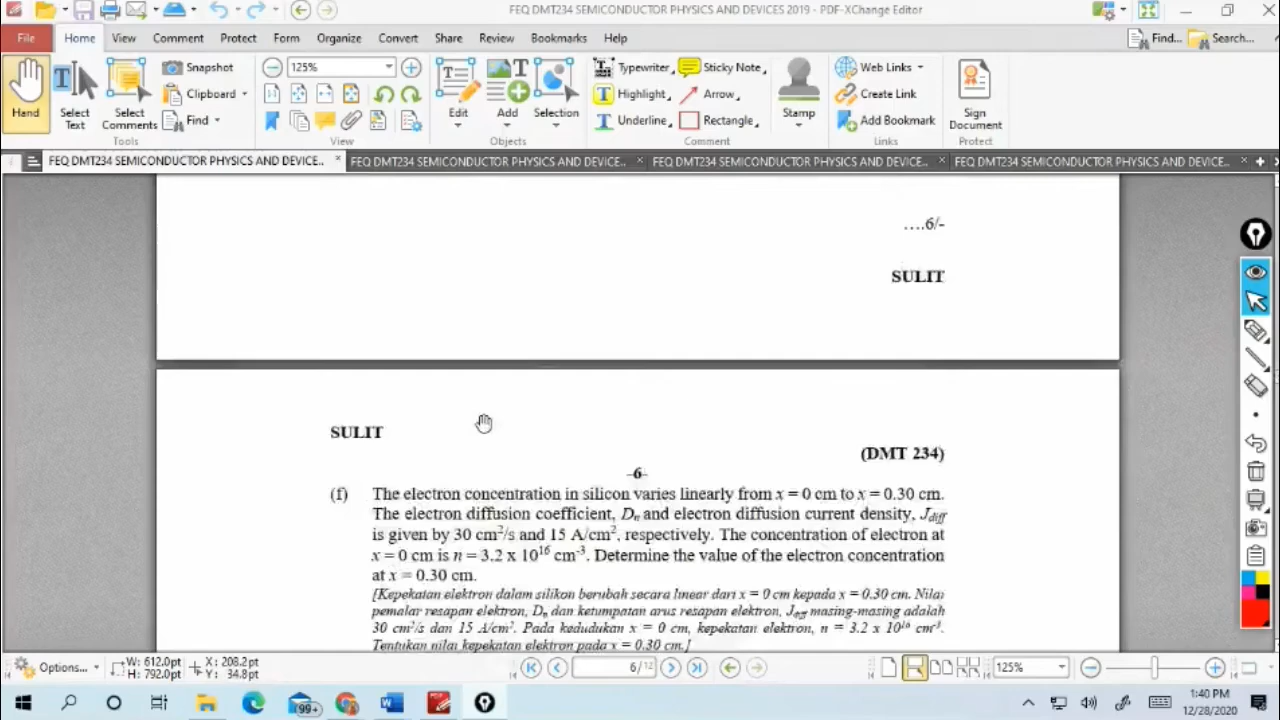 FEQ DMT234 SEMICONDUCTOR PHYSICS AND DEVICES 2019 - PDF-XChange Editor
File Home View Comment Protect Form Organize Convert Share Review Bookmarks Help Find... Search...
Hand
Select Text
Select Comments
Snapshot
Clipboard
Find
Tools
125%
View
Edit
Add
Selection
Objects
Typewriter
Highlight
Underline
Sticky Note
Arrow
Rectangle
Stamp
Comment
Web Links
Create Link
Add Bookmark
Links
Sign Document
Protect
FEQ DMT234 SEMICONDUCTOR PHYSICS AND DEVICE.. FEQ DMT234 SEMICONDUCTOR PHYSICS AND DEVICE.. FEQ DMT234 SEMICONDUCTOR PHYSICS AND DEVICE.. FEQ DMT234 SEMICONDUCTOR PHYSICS AND DEVICE..
....6/-
SULIT
SULIT
(DMT 234)
-6-
(f) The electron concentration in silicon varies linearly from x = 0 cm to x = 0.30 cm.
The electron diffusion coefficient, Dn and electron diffusion current density, Jdiff
is given by 30 cm²/s and 15 A/cm², respectively. The concentration of electron at
x = 0 cm is n = 3.2 x 10¹⁶ cm⁻³. Determine the value of the electron concentration
at x = 0.30 cm.
[Kepekatan elektron dalam silikon berubah secara linear dari x = 0 cm kepada x = 0.30 cm. Nilai
pemalar resapan elektron, Dn dan ketumpatan arus resapan elektron, Jdiff masing-masing adalah
30 cm²/s dan 15 A/cm². Pada kedudukan x = 0 cm, kepekatan elektron, n = 3.2 x 10¹⁶ cm⁻³.
Tentukan nilai kepekatan elektron pada x = 0.30 cm.]
Options...
W: 612.0pt
H: 792.0pt
X: 208.2pt
Y: 34.8pt
6 / 12
125%
99+
1:40 PM
12/28/2020